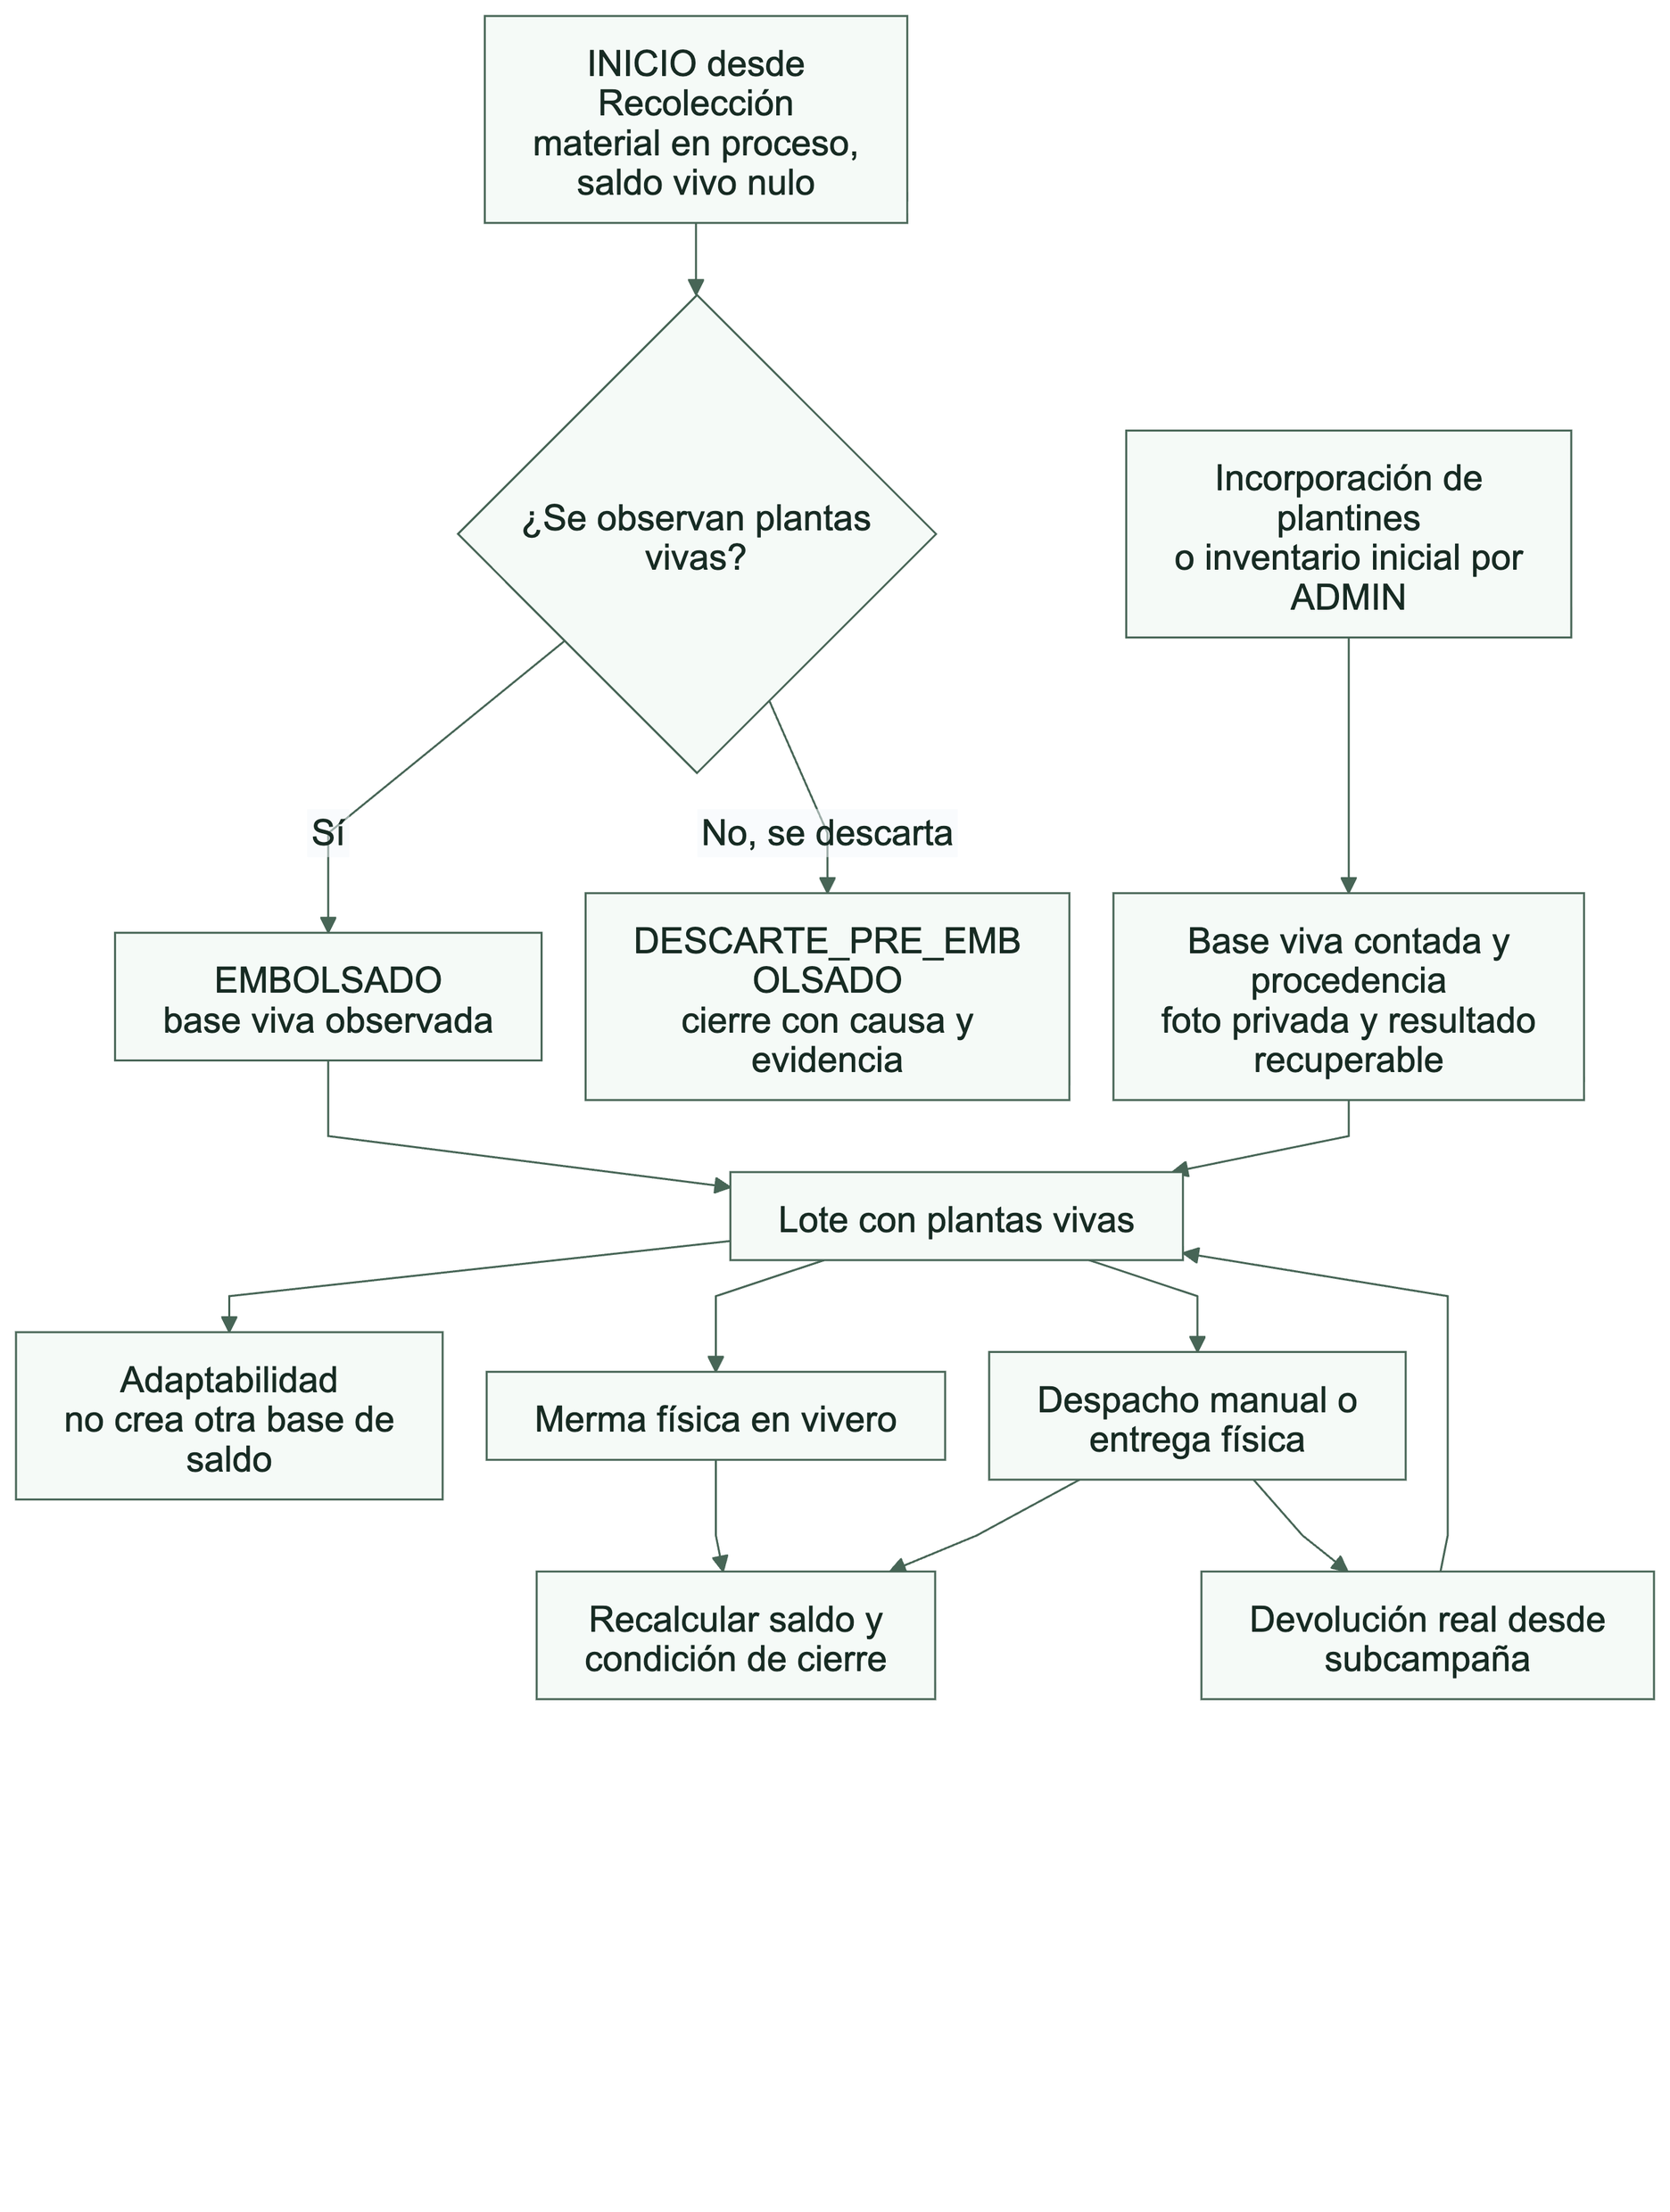 INICIO desde
Recolección
material en proceso,
saldo vivo nulo
¿Se observan plantas
vivas?
Incorporación de
plantines
o inventario inicial por
ADMIN
Sí
No, se descarta
EMBOLSADO
base viva observada
DESCARTE_PRE_EMB
OLSADO
cierre con causa y
evidencia
Base viva contada y
procedencia
foto privada y resultado
recuperable
Lote con plantas vivas
Adaptabilidad
no crea otra base de
saldo
Merma física en vivero
Despacho manual o
entrega física
Recalcular saldo y
condición de cierre
Devolución real desde
subcampaña